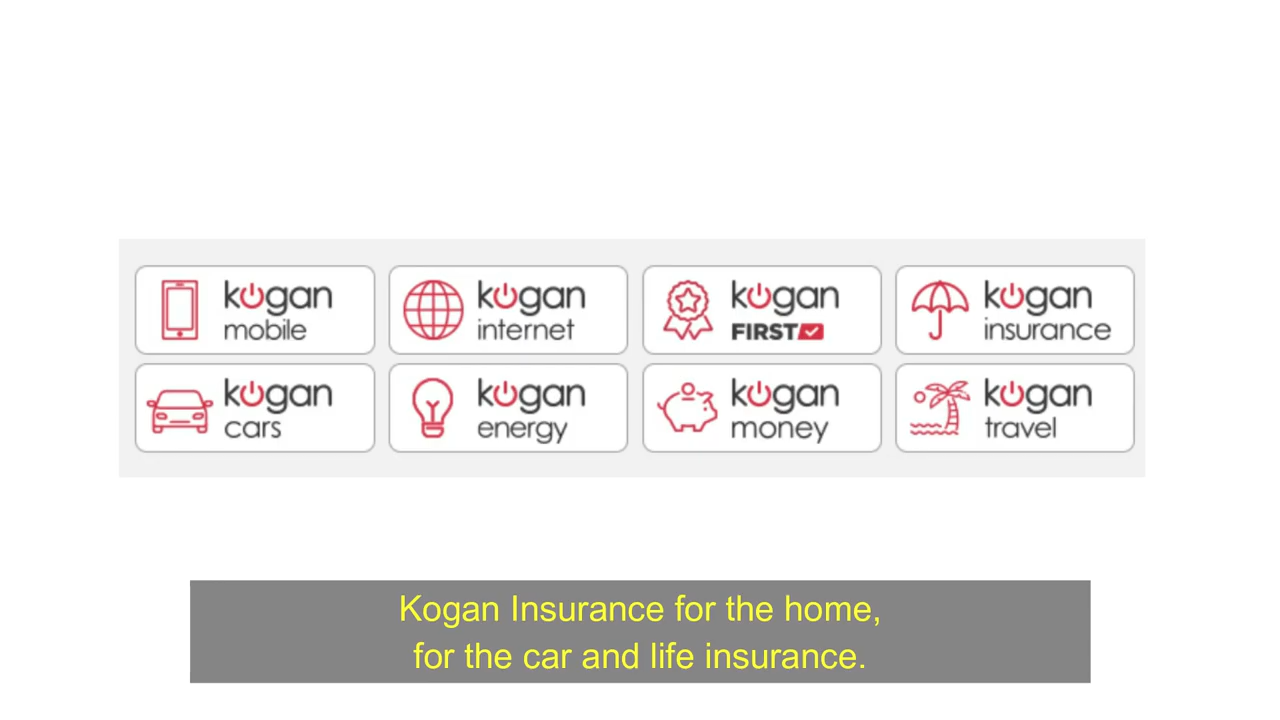 kogan mobile
kogan internet
kogan FIRST
kogan insurance
kogan cars
kogan energy
kogan money
kogan travel
Kogan Insurance for the home,
for the car and life insurance.